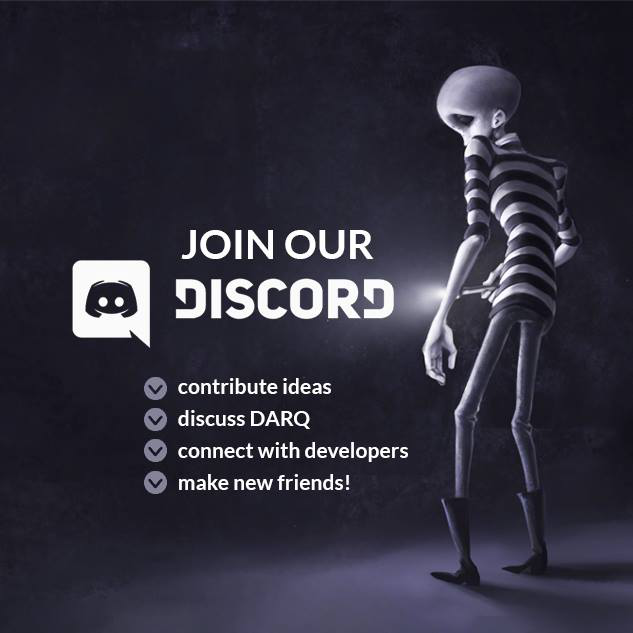 JOIN OUR
DISCORD
contribute ideas
discuss DARQ
connect with developers
make new friends!